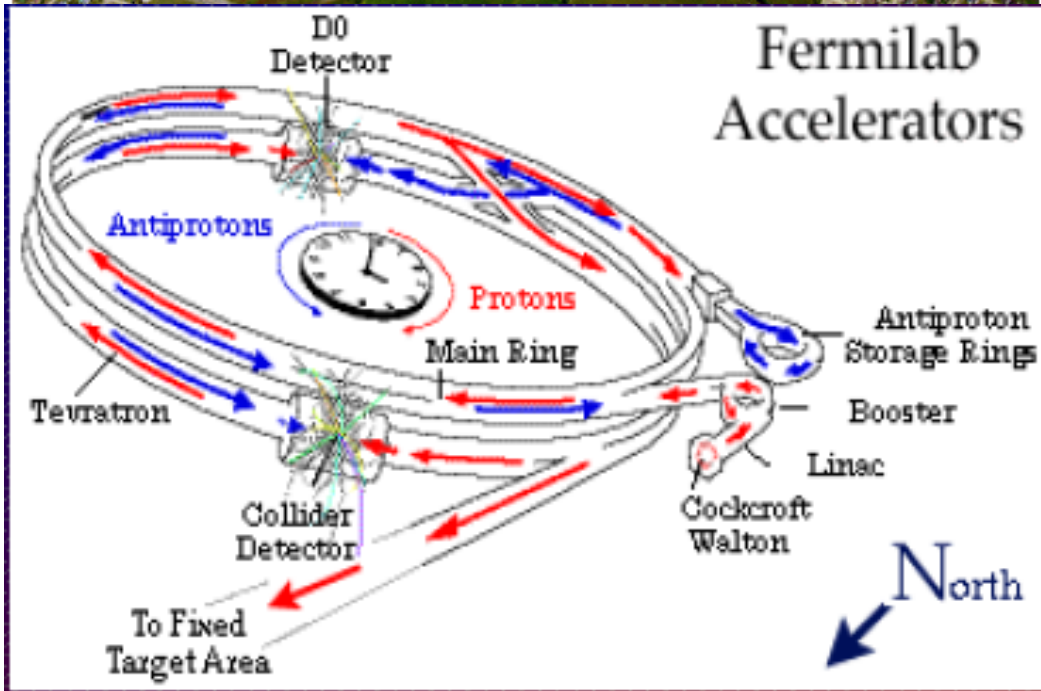 D0
Detector
Fermilab
Accelerators
Antiprotons
Protons
Main Ring
Antiproton
Storage Rings
Tevratron
Booster
Linac
Cockcroft
Walton
Collider
Detector
North
To Fixed
Target Area